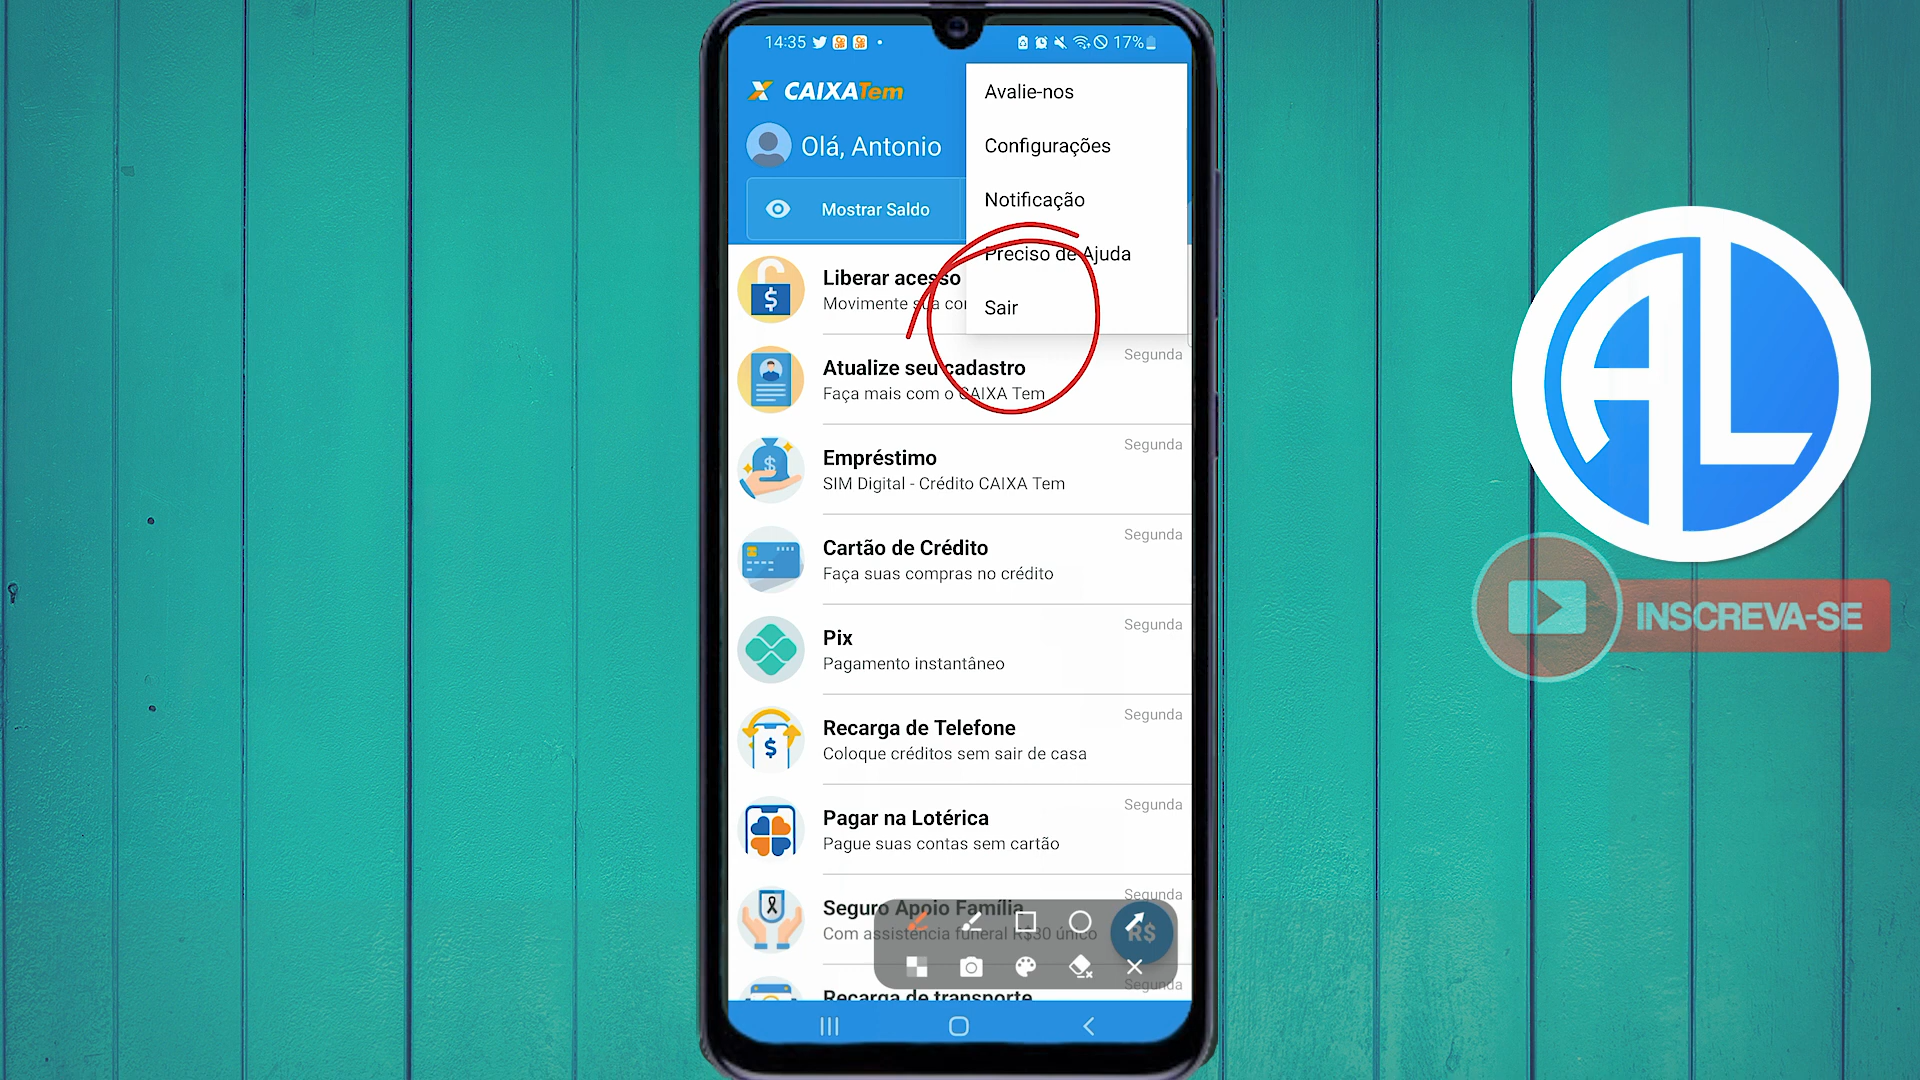 14:35
17%
CAIXATem
Olá, Antonio
Mostrar Saldo
Avalie-nos
Configurações
Notificação
Preciso de Ajuda
Sair
Liberar acesso
Movimente sua con
Atualize seu cadastro
Faça mais com o CAIXA Tem
Segunda
Empréstimo
SIM Digital - Crédito CAIXA Tem
Segunda
Cartão de Crédito
Faça suas compras no crédito
Segunda
Pix
Pagamento instantâneo
Segunda
Recarga de Telefone
Coloque créditos sem sair de casa
Segunda
Pagar na Lotérica
Pague suas contas sem cartão
Segunda
Seguro Apoio Família
Com assistência funeral R$30 único
Segunda
R$
Recarga de transporte
Segunda
AL
INSCREVA-SE